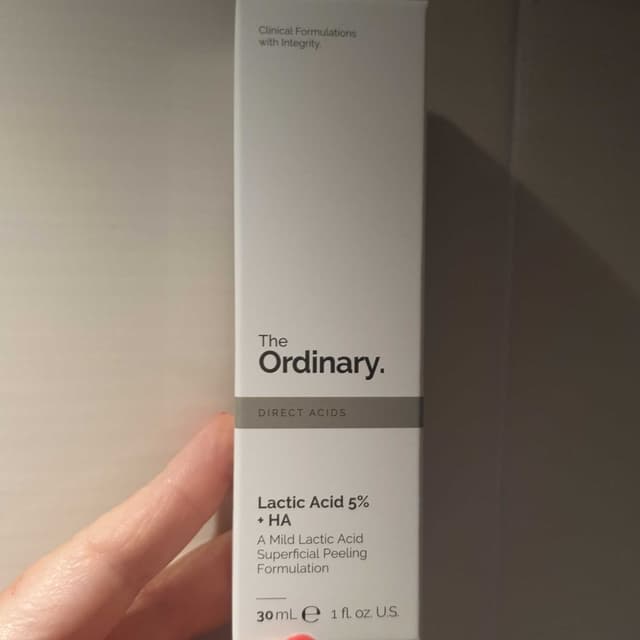 Clinical Formulations
with Integrity.
The
Ordinary.
DIRECT ACIDS
Lactic Acid 5%
+ HA
A Mild Lactic Acid
Superficial Peeling
Formulation
30 mL ℮ 1 fl. oz. U.S.